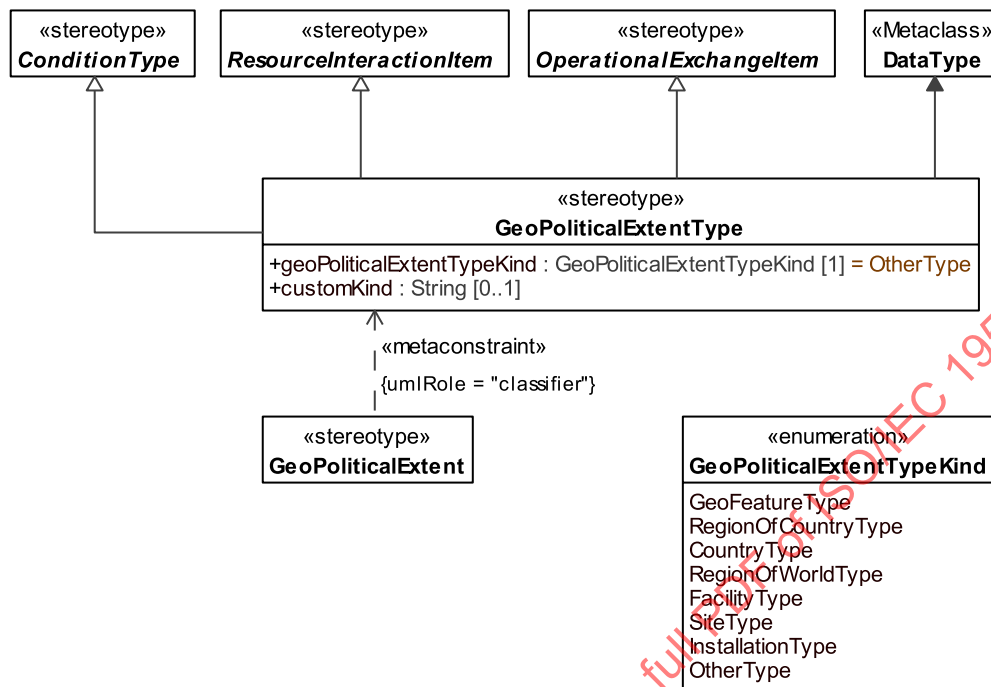 «stereotype»
ConditionType
«stereotype»
ResourceInteractionItem
«stereotype»
OperationalExchangeItem
«Metaclass»
DataType
«stereotype»
GeoPoliticalExtentType
+geoPoliticalExtentTypeKind : GeoPoliticalExtentTypeKind [1] = OtherType
+customKind : String [0..1]
«metaconstraint»
{umlRole = "classifier"}
«stereotype»
GeoPoliticalExtent
«enumeration»
GeoPoliticalExtentTypeKind
GeoFeatureType
RegionOfCountryType
CountryType
RegionOfWorldType
FacilityType
SiteType
InstallationType
OtherType
full PDF of ISO/IEC 195